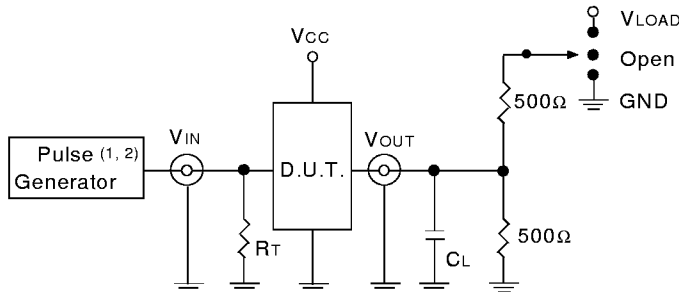 VLOAD
Open
GND
VCC
500Ω
VIN
VOUT
Pulse (1, 2)
Generator
D.U.T.
RT
CL
500Ω